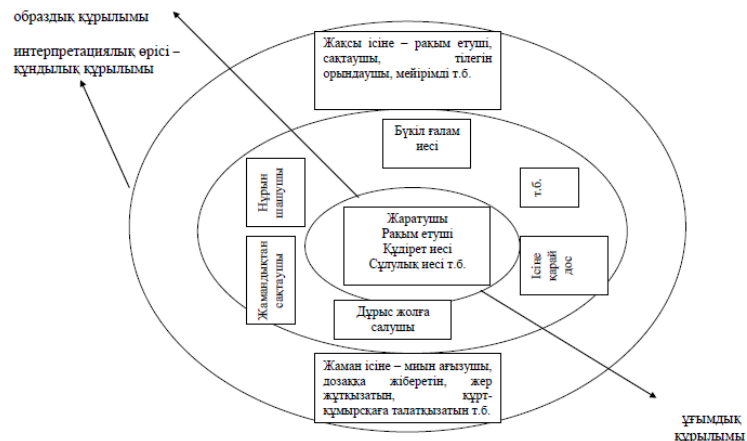 образдық құрылымы
интерпретациялық өрісі –
құндылық құрылымы
Жақсы ісіне – рақым етуші,
сақтаушы, тілегін
орындаушы, мейірімді т.б.
Бүкіл ғалам
иесі
Нұрын
шашушы
т.б.
Жаратушы
Рақым етуші
Құдірет иесі
Сұлулық иесі т.б.
Жамандықтан
сақтаушы
Ісіне
қарай
дос
Дұрыс жолға
салушы
Жаман ісіне – миын ағызушы,
дозаққа жіберетін, жер
жұтқызатын, құрт-
құмырсқаға талатқызатын т.б.
ұғымдық
құрылымы